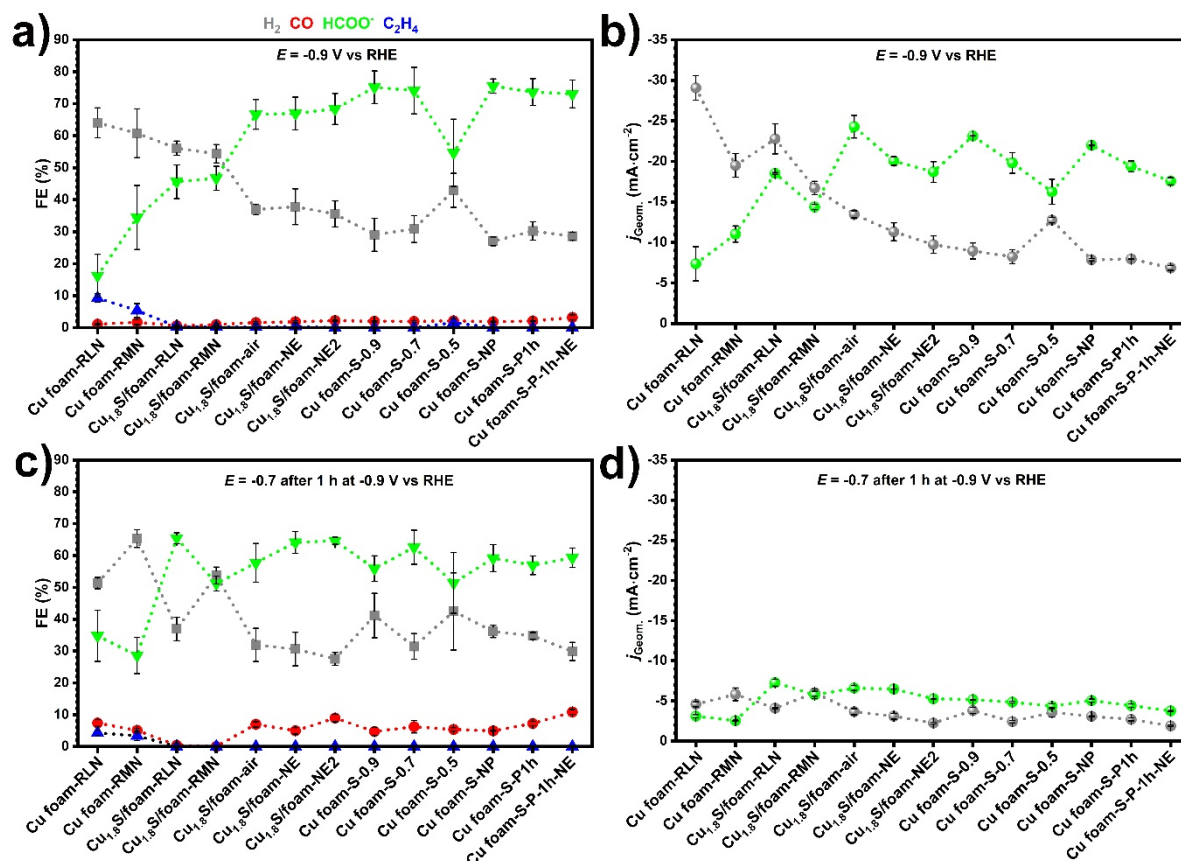 H₂ CO HCOO⁻ C₂H₄
a)
E = -0.9 V vs RHE
FE (%)
90
80
70
60
50
40
30
20
10
0
Cu foam-RLN
Cu foam-RMN
Cu₁.₈S/foam-RLN
Cu₁.₈S/foam-RMN
Cu₁.₈S/foam-air
Cu₁.₈S/foam-NE
Cu₁.₈S/foam-NE2
Cu foam-S-0.9
Cu foam-S-0.7
Cu foam-S-0.5
Cu foam-S-NP
Cu foam-S-P1h
Cu foam-S-P-1h-NE
b)
E = -0.9 V vs RHE
j Geom. (mA·cm⁻²)
-35
-30
-25
-20
-15
-10
-5
0
Cu foam-RLN
Cu foam-RMN
Cu₁.₈S/foam-RLN
Cu₁.₈S/foam-RMN
Cu₁.₈S/foam-air
Cu₁.₈S/foam-NE
Cu₁.₈S/foam-NE2
Cu foam-S-0.9
Cu foam-S-0.7
Cu foam-S-0.5
Cu foam-S-NP
Cu foam-S-P1h
Cu foam-S-P-1h-NE
c)
E = -0.7 after 1 h at -0.9 V vs RHE
FE (%)
90
80
70
60
50
40
30
20
10
0
Cu foam-RLN
Cu foam-RMN
Cu₁.₈S/foam-RLN
Cu₁.₈S/foam-RMN
Cu₁.₈S/foam-air
Cu₁.₈S/foam-NE
Cu₁.₈S/foam-NE2
Cu foam-S-0.9
Cu foam-S-0.7
Cu foam-S-0.5
Cu foam-S-NP
Cu foam-S-P1h
Cu foam-S-P-1h-NE
d)
E = -0.7 after 1 h at -0.9 V vs RHE
j Geom. (mA·cm⁻²)
-35
-30
-25
-20
-15
-10
-5
0
Cu foam-RLN
Cu foam-RMN
Cu₁.₈S/foam-RLN
Cu₁.₈S/foam-RMN
Cu₁.₈S/foam-air
Cu₁.₈S/foam-NE
Cu₁.₈S/foam-NE2
Cu foam-S-0.9
Cu foam-S-0.7
Cu foam-S-0.5
Cu foam-S-NP
Cu foam-S-P1h
Cu foam-S-P-1h-NE